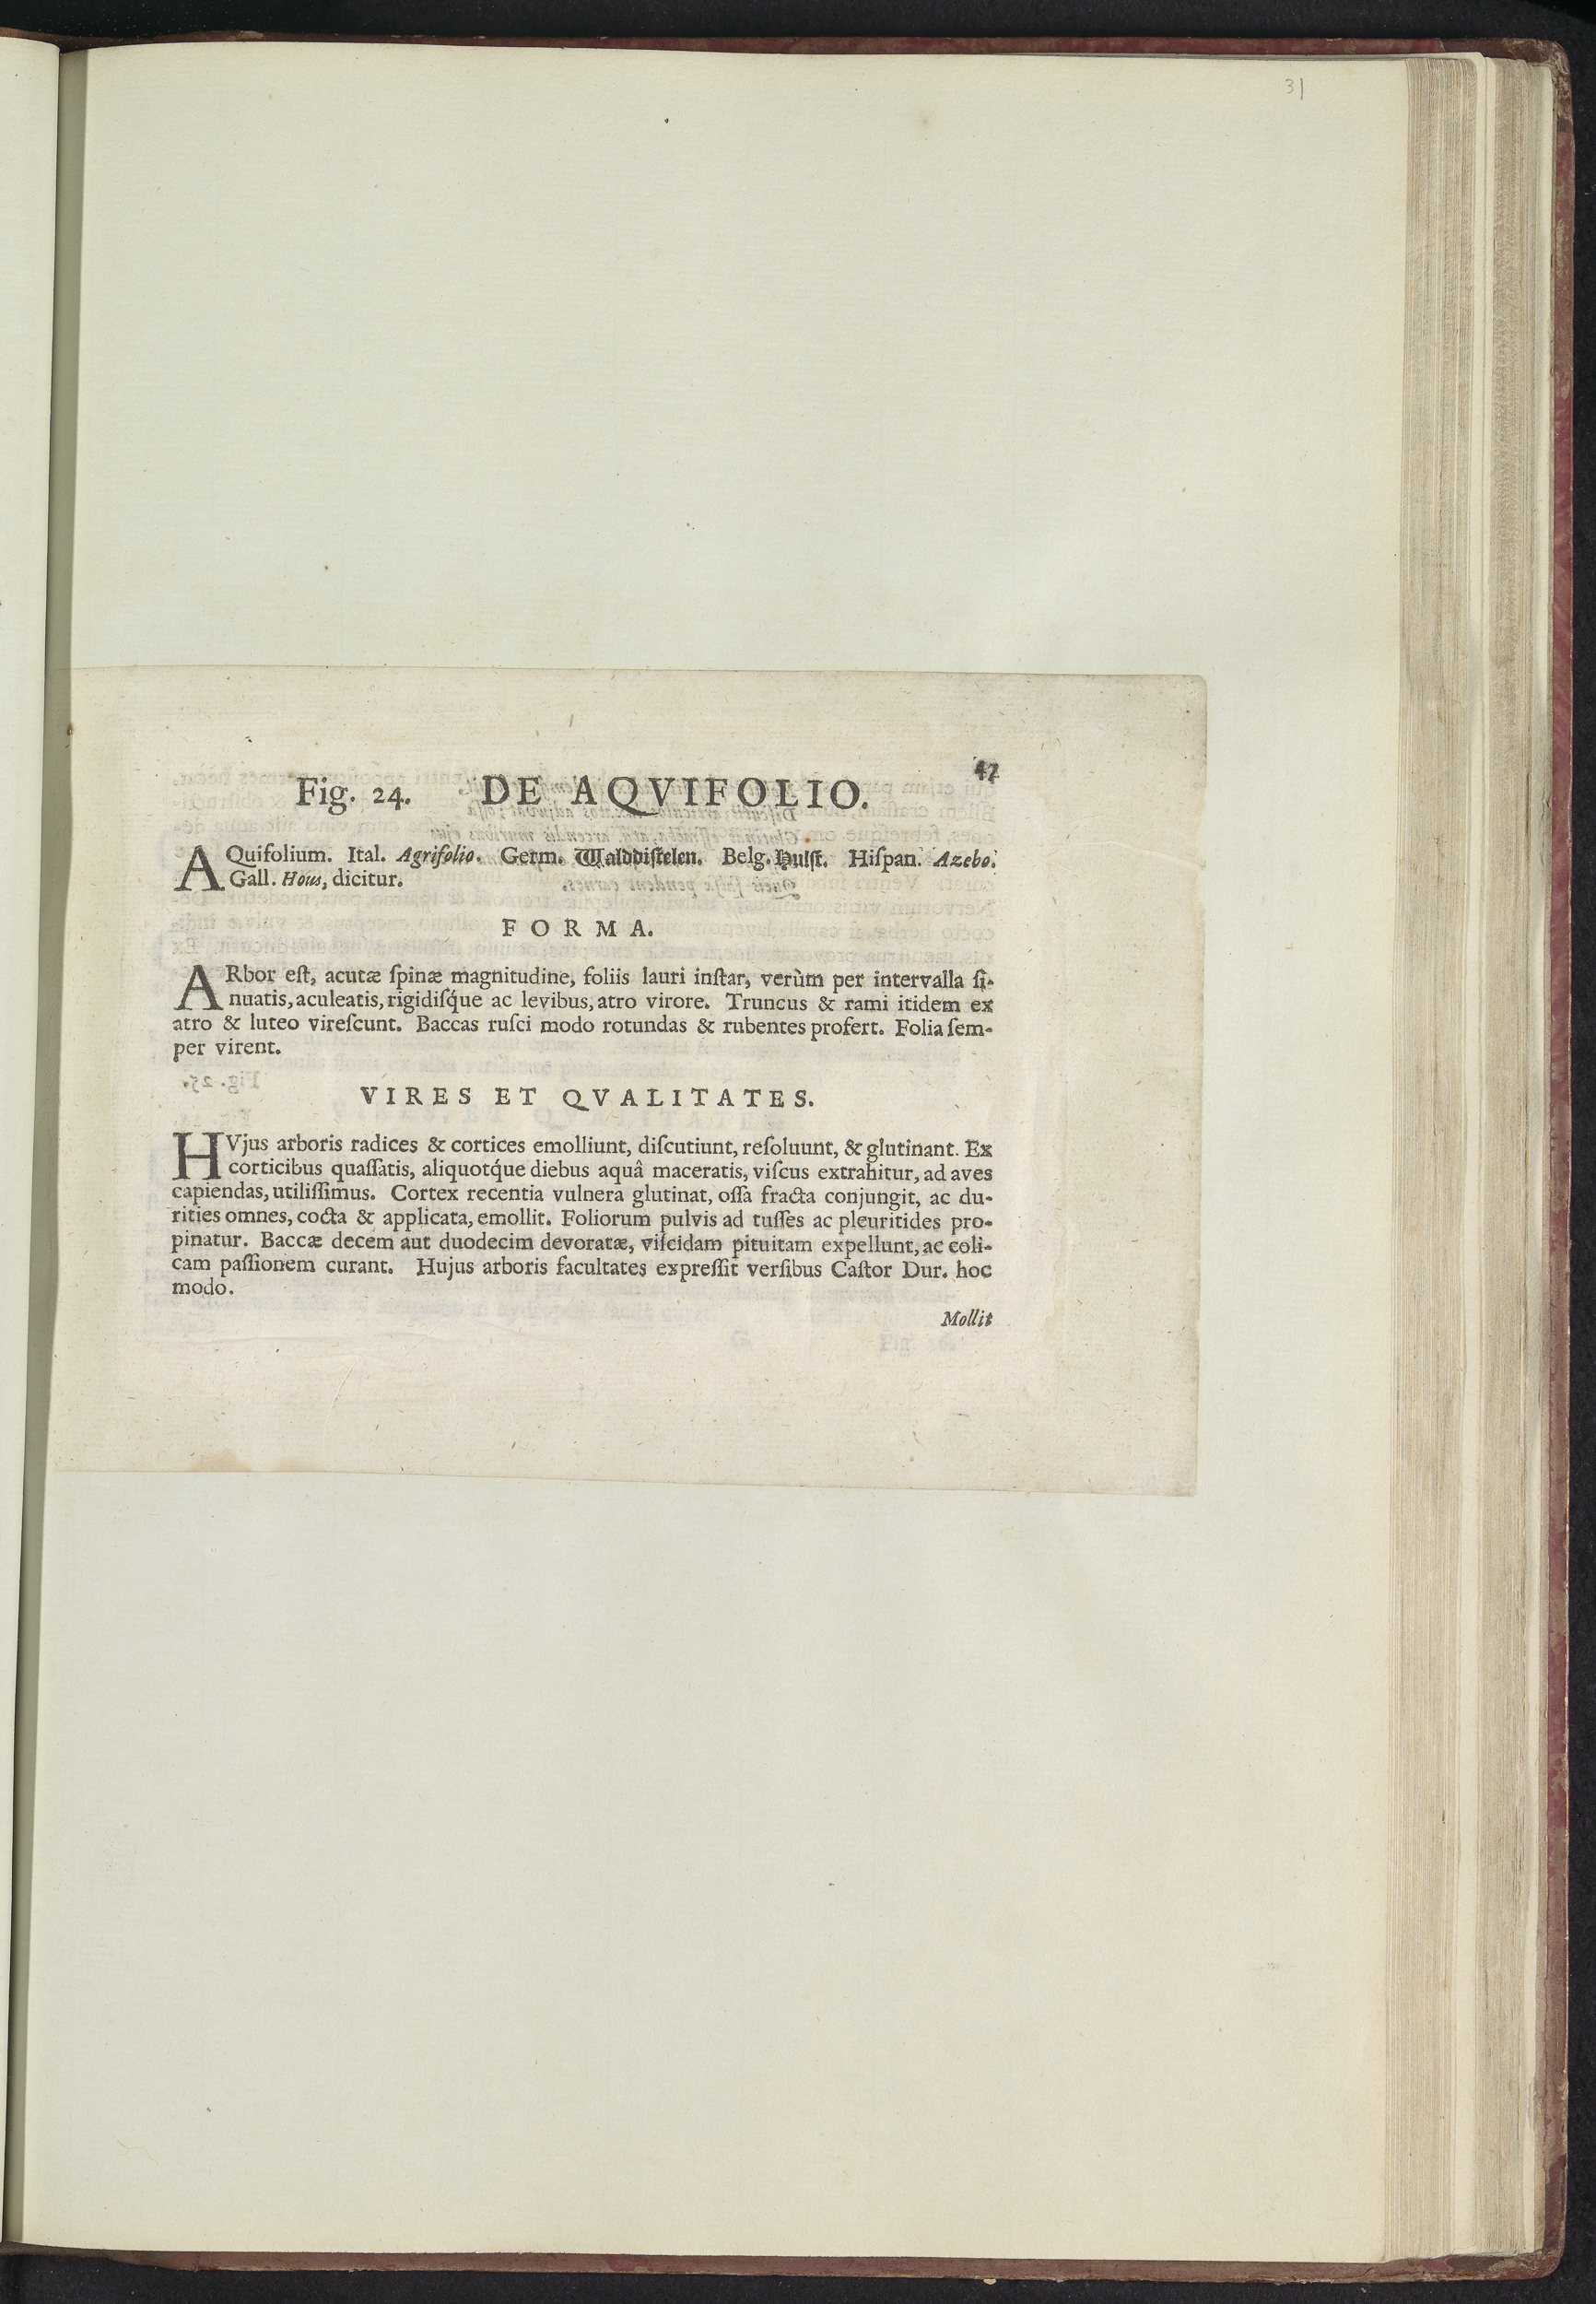 31
47
Fig. 24. DE AQVIFOLIO.
AQuifolium. Ital. Agrifolio. Germ. Walddiſtelen. Belg. Hulſt. Hiſpan. Azebo.
Gall. Hous, dicitur.
FORMA.
ARbor eſt, acutæ ſpinæ magnitudine, foliis lauri inſtar, verùm per intervalla ſi-
nuatis, aculeatis, rigidiſq́ue ac levibus, atro virore. Truncus & rami itidem ex
atro & luteo vireſcunt. Baccas ruſci modo rotundas & rubentes profert. Folia ſem-
per virent.
VIRES ET QVALITATES.
HVjus arboris radices & cortices emolliunt, diſcutiunt, reſoluunt, & glutinant. Ex
corticibus quaſſatis, aliquotq́ue diebus aquâ maceratis, viſcus extrahitur, ad aves
capiendas, utiliſſimus. Cortex recentia vulnera glutinat, oſſa fracta conjungit, ac du-
rities omnes, cocta & applicata, emollit. Foliorum pulvis ad tuſſes ac pleuritides pro-
pinatur. Baccæ decem aut duodecim devoratæ, viſcidam pituitam expellunt, ac coli-
cam paſſionem curant. Hujus arboris facultates expreſſit verſibus Caſtor Dur. hoc
modo.
Mollit